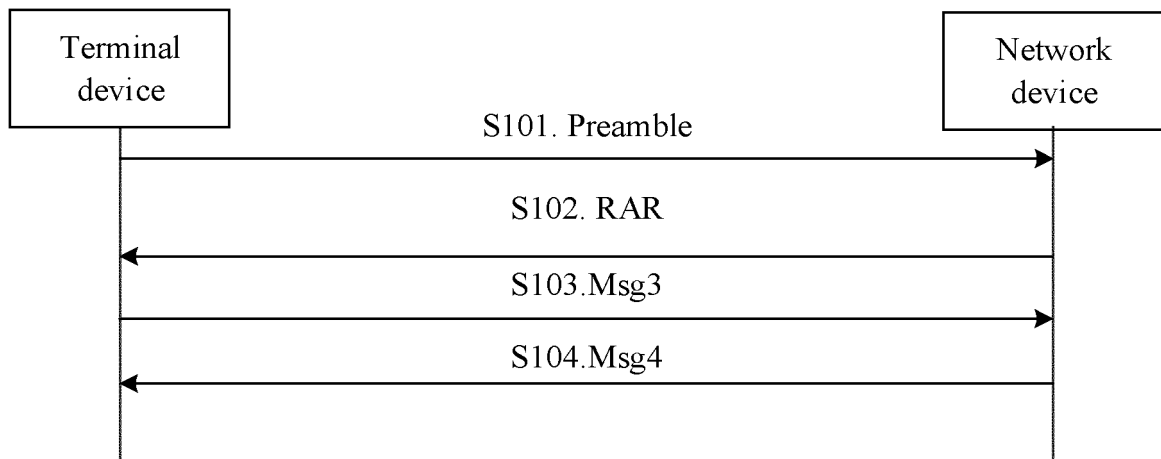 Terminal
device
Network
device
S101. Preamble
S102. RAR
S103.Msg3
S104.Msg4